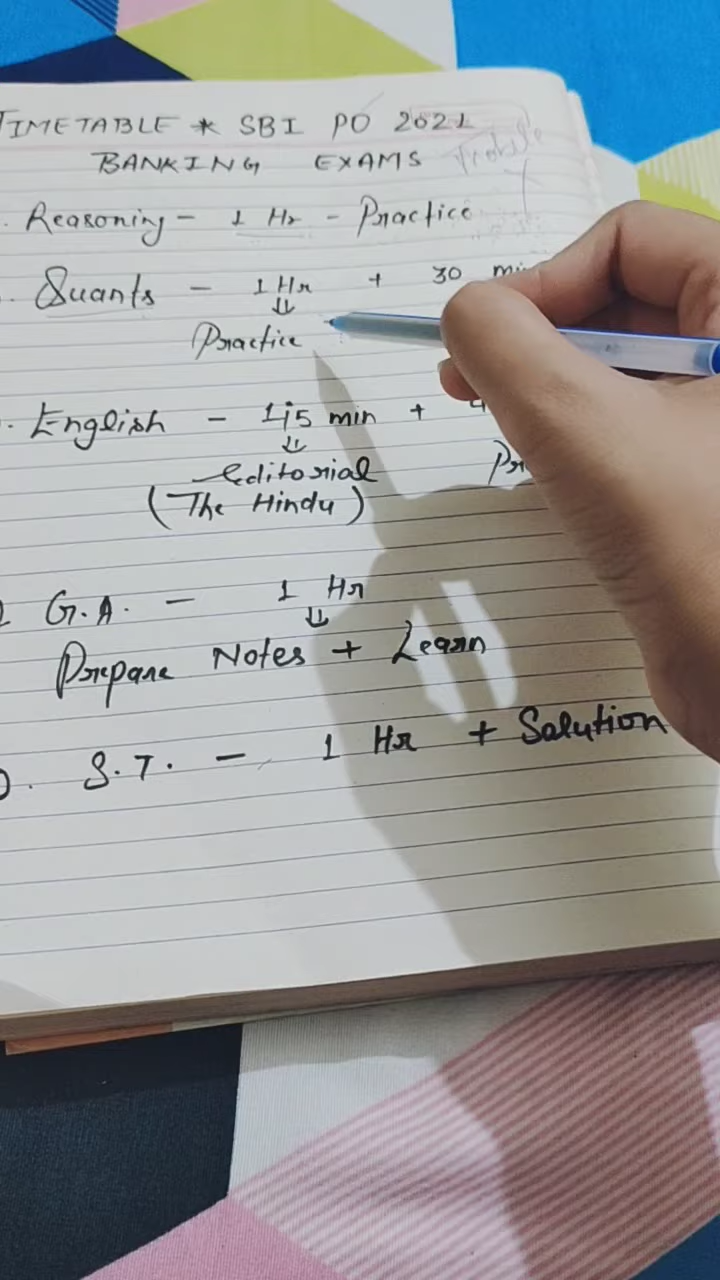 TIMETABLE * SBI PO 2021
BANKING EXAMS
Reasoning - 1 Hr - Practice
Quants - 1 Hr + 30 min
⇓
Practice
English - 15 min +
⇓
Editorial
(The Hindu)
G.A. - 1 Hr
⇓
Prepare Notes + Learn
S.T. - 1 Hr + Solution